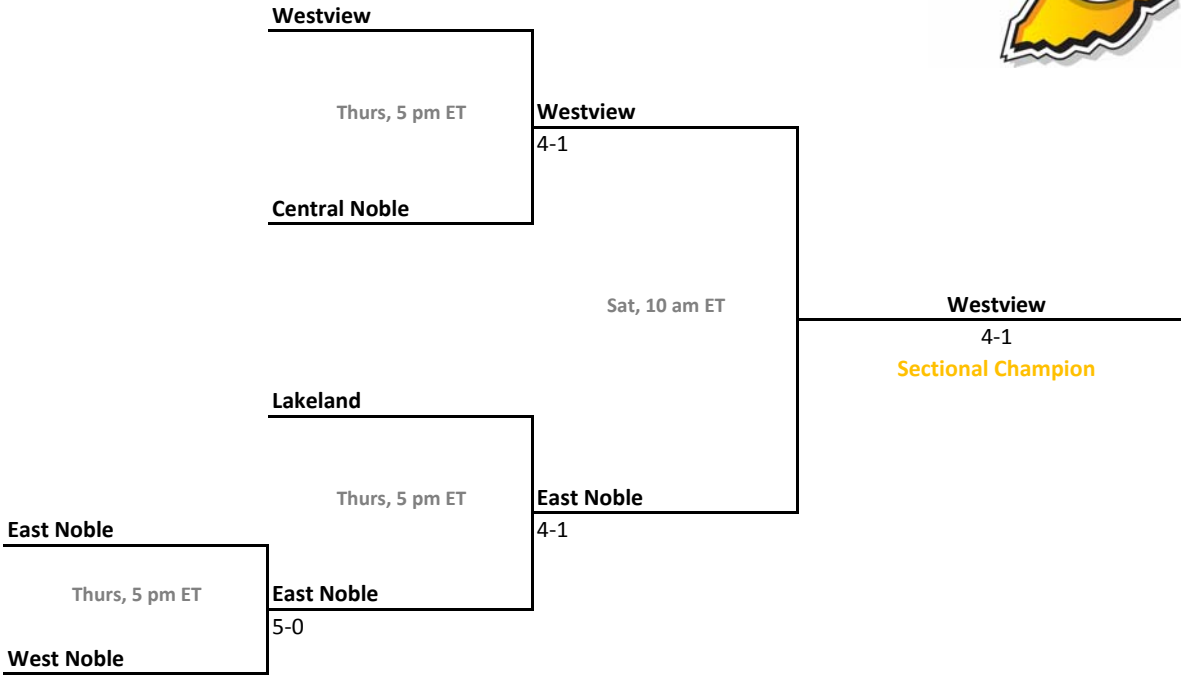 Westview
Thurs, 5 pm ET
Westview
4-1
Central Noble
Sat, 10 am ET
Westview
4-1
Sectional Champion
Lakeland
Thurs, 5 pm ET
East Noble
4-1
East Noble
Thurs, 5 pm ET
East Noble
5-0
West Noble